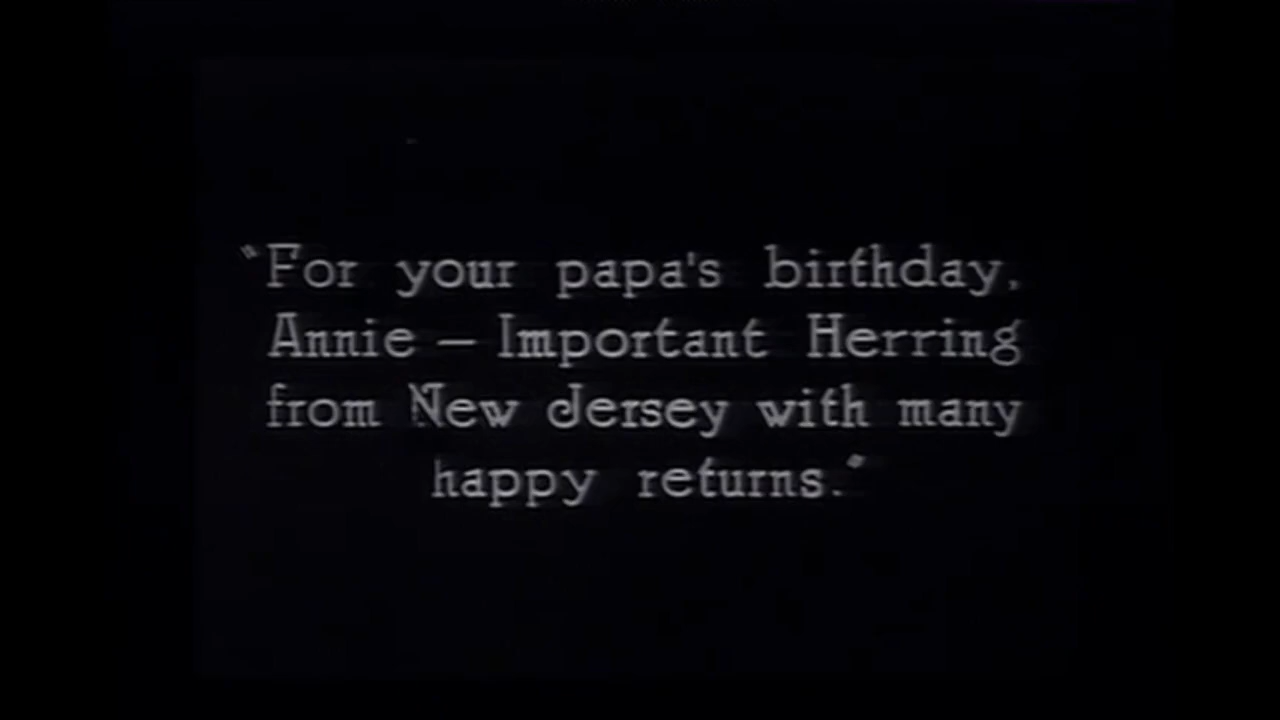 "For your papa's birthday,
Annie — Important Herring
from New Jersey with many
happy returns."